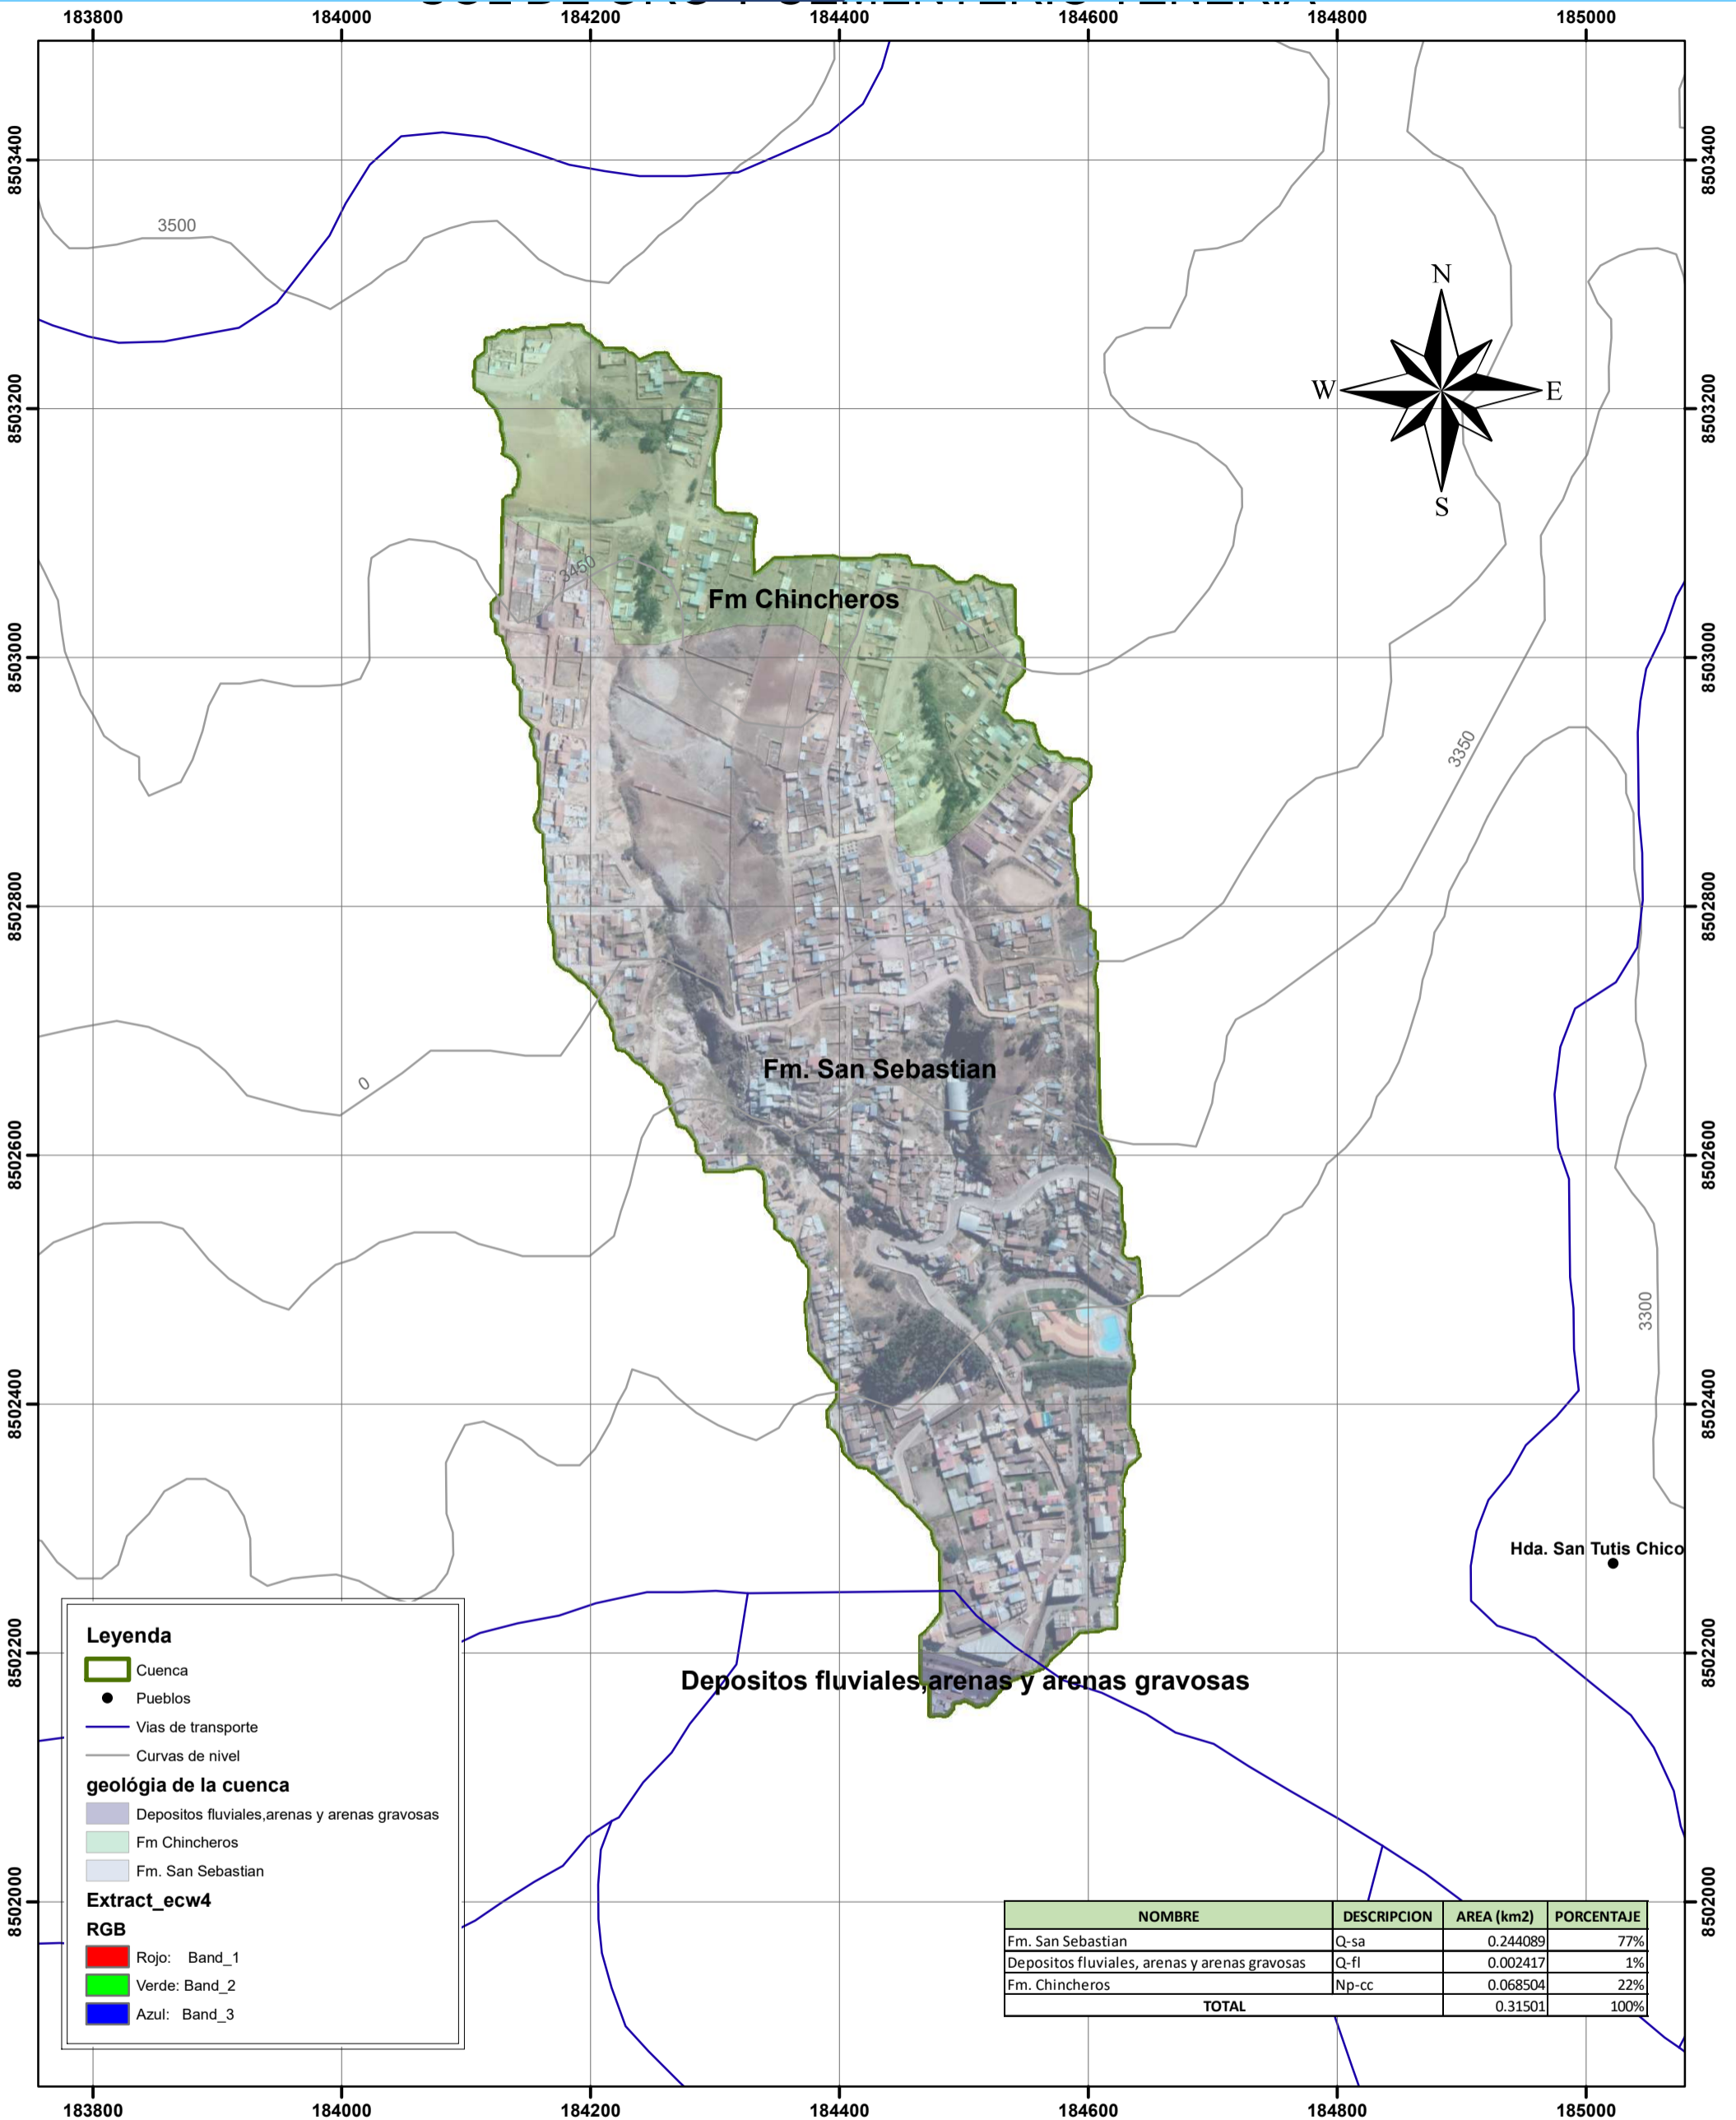 183800 184000 184200 184400 184600 184800 185000
8503400 8503400
3500
N
W E
S
8503200 8503200
3450
Fm Chincheros
8503000 8503000
3350
8502800 8502800
Fm. San Sebastian
0
8502600 8502600
3300
8502400 8502400
Hda. San Tutis Chico
8502200 8502200
Depositos fluviales,arenas y arenas gravosas
Leyenda
Cuenca
Pueblos
Vias de transporte
Curvas de nivel
geológia de la cuenca
Depositos fluviales,arenas y arenas gravosas
Fm Chincheros
Fm. San Sebastian
Extract_ecw4
RGB
Rojo: Band_1
Verde: Band_2
Azul: Band_3
8502000 8502000
NOMBRE DESCRIPCION AREA (km2) PORCENTAJE
Fm. San Sebastian Q-sa 0.244089 77%
Depositos fluviales, arenas y arenas gravosas Q-fl 0.002417 1%
Fm. Chincheros Np-cc 0.068504 22%
TOTAL 0.31501 100%
183800 184000 184200 184400 184600 184800 185000